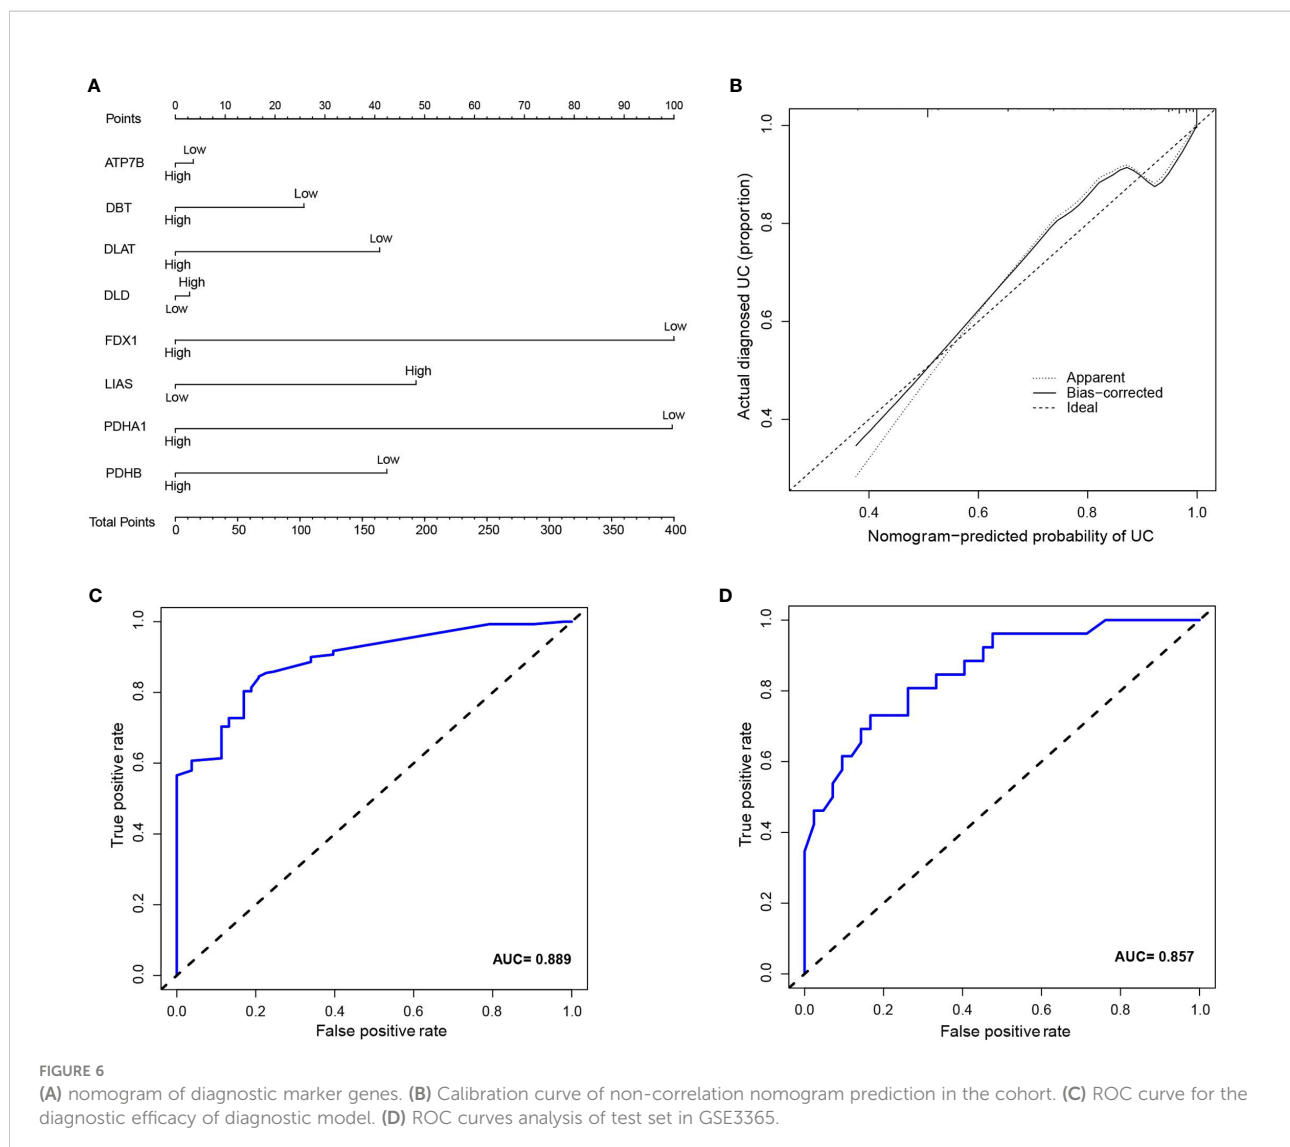 A
0 10 20 30 40 50 60 70 80 90 100
Points
Low
ATP7B
High
Low
DBT
High
Low
DLAT
High
High
DLD
Low
Low
FDX1
High
High
LIAS
Low
Low
PDHA1
High
Low
PDHB
High
Total Points
0 50 100 150 200 250 300 350 400
B
Actual diagnosed UC (proportion)
1.0
0.8
0.6
0.4
Apparent
Bias-corrected
Ideal
0.4 0.6 0.8 1.0
Nomogram-predicted probability of UC
C
True positive rate
1.0
0.8
0.6
0.4
0.2
0.0
AUC= 0.889
0.0 0.2 0.4 0.6 0.8 1.0
False positive rate
D
True positive rate
1.0
0.8
0.6
0.4
0.2
0.0
AUC= 0.857
0.0 0.2 0.4 0.6 0.8 1.0
False positive rate
FIGURE 6
(A) nomogram of diagnostic marker genes. (B) Calibration curve of non-correlation nomogram prediction in the cohort. (C) ROC curve for the
diagnostic efficacy of diagnostic model. (D) ROC curves analysis of test set in GSE3365.